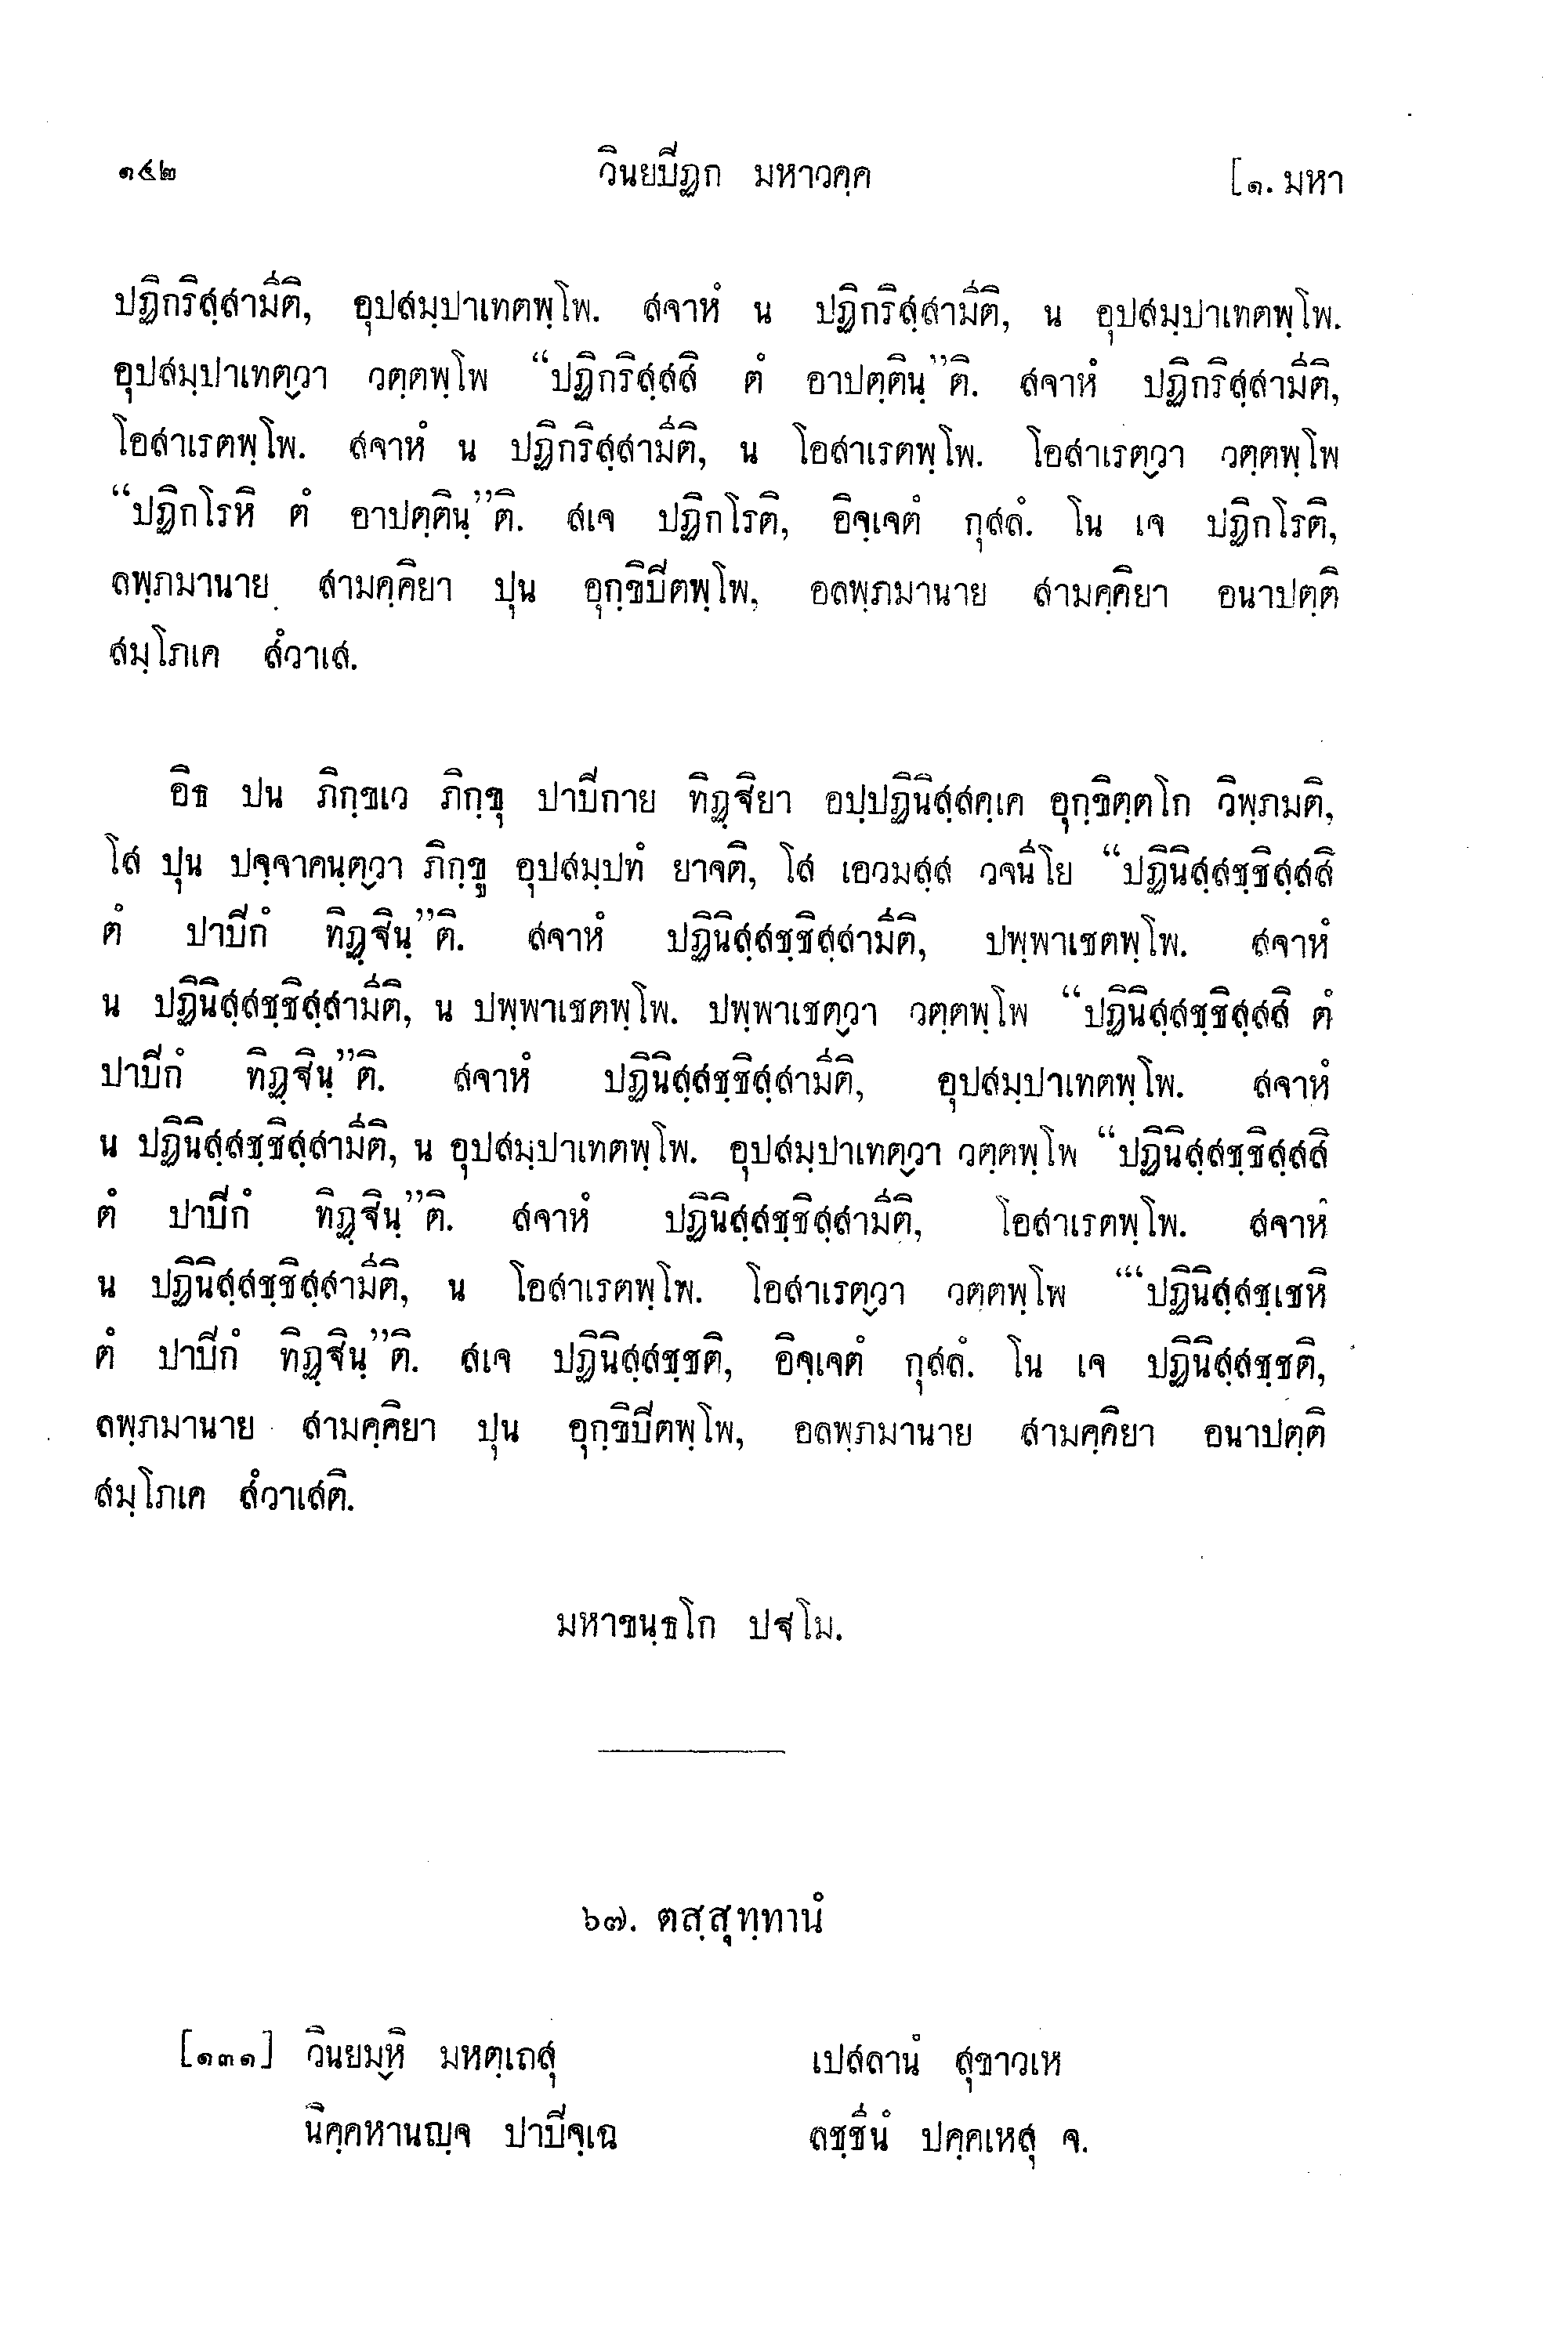 ๑๔๒ วินยปิฏก มหาวคฺค [๑. มหา
ปฏิกริสฺสามีติ, อุปสมฺปาเทตพฺโพ. สจาหํ น ปฏิกริสฺสามีติ, น อุปสมฺปาเทตพฺโพ.
อุปสมฺปาเทตฺวา วตฺตพฺโพ “ปฏิกริสฺสสิ ตํ อาปตฺตินฺ”ติ. สจาหํ ปฏิกริสฺสามีติ,
โอสาเรตพฺโพ. สจาหํ น ปฏิกริสฺสามีติ, น โอสาเรตพฺโพ. โอสาเรตฺวา วตฺตพฺโพ
“ปฏิกโรหิ ตํ อาปตฺตินฺ”ติ. สเจ ปฏิกโรติ, อิจฺเจตํ กุสลํ. โน เจ ปฏิกโรติ,
ลพฺภมานาย สามคฺคิยา ปุน อุกฺขิปิตพฺโพ, อลพฺภมานาย สามคฺคิยา อนาปตฺติ
สมฺโภเค สํวาเส.
อิธ ปน ภิกฺขเว ภิกฺขุ ปาปิกาย ทิฏฺฐิยา อปฺปฏินิสฺสคฺเค อุกฺขิตฺตโก วิพฺภมติ,
โส ปุน ปจฺจาคนฺตฺวา ภิกฺขู อุปสมฺปทํ ยาจติ, โส เอวมสฺส วจนีโย “ปฏินิสฺสชฺชิสฺสสิ
ตํ ปาปิกํ ทิฏฺฐินฺ”ติ. สจาหํ ปฏินิสฺสชฺชิสฺสามีติ, ปพฺพาเชตพฺโพ. สจาหํ
น ปฏินิสฺสชฺชิสฺสามีติ, น ปพฺพาเชตพฺโพ. ปพฺพาเชตฺวา วตฺตพฺโพ “ปฏินิสฺสชฺชิสฺสสิ ตํ
ปาปิกํ ทิฏฺฐินฺ”ติ. สจาหํ ปฏินิสฺสชฺชิสฺสามีติ, อุปสมฺปาเทตพฺโพ. สจาหํ
น ปฏินิสฺสชฺชิสฺสามีติ, น อุปสมฺปาเทตพฺโพ. อุปสมฺปาเทตฺวา วตฺตพฺโพ “ปฏินิสฺสชฺชิสฺสสิ
ตํ ปาปิกํ ทิฏฺฐินฺ”ติ. สจาหํ ปฏินิสฺสชฺชิสฺสามีติ, โอสาเรตพฺโพ. สจาหํ
น ปฏินิสฺสชฺชิสฺสามีติ, น โอสาเรตพฺโพ. โอสาเรตฺวา วตฺตพฺโพ “‘ปฏินิสฺสชฺเชหิ
ตํ ปาปิกํ ทิฏฺฐินฺ”ติ. สเจ ปฏินิสฺสชฺชติ, อิจฺเจตํ กุสลํ. โน เจ ปฏินิสฺสชฺชติ,
ลพฺภมานาย สามคฺคิยา ปุน อุกฺขิปิตพฺโพ, อลพฺภมานาย สามคฺคิยา อนาปตฺติ
สมฺโภเค สํวาเสติ.
มหาขนฺธโก ปฐโม.
๖๗. ตสฺสุทฺทานํ
[๑๓๑] วินยมฺหิ มหตฺเถสุ เปสลานํ สุขาวเห
นิคฺคหานญฺจ ปาปิจฺเฉ ลชฺชีนํ ปคฺคเหสุ จ.